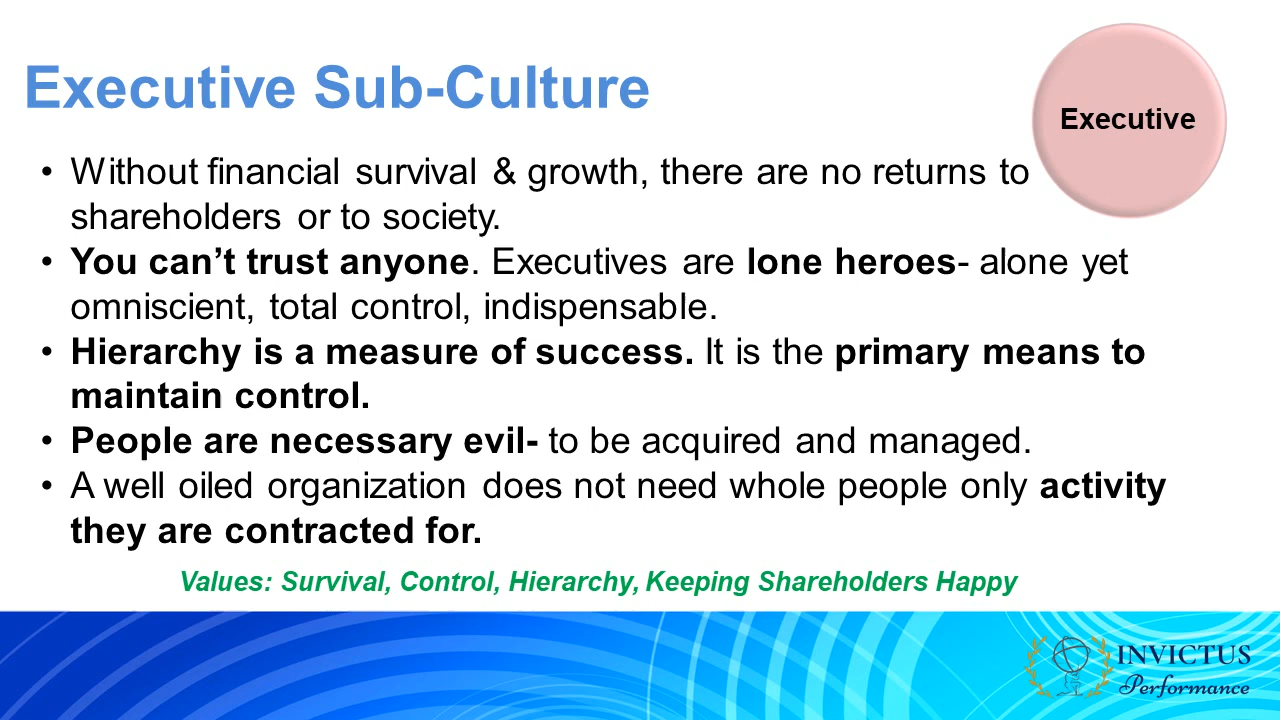 Executive Sub-Culture
Executive
• Without financial survival & growth, there are no returns to
shareholders or to society.
• You can’t trust anyone. Executives are lone heroes- alone yet
omniscient, total control, indispensable.
• Hierarchy is a measure of success. It is the primary means to
maintain control.
• People are necessary evil- to be acquired and managed.
• A well oiled organization does not need whole people only activity
they are contracted for.
Values: Survival, Control, Hierarchy, Keeping Shareholders Happy
INVICTUS
Performance